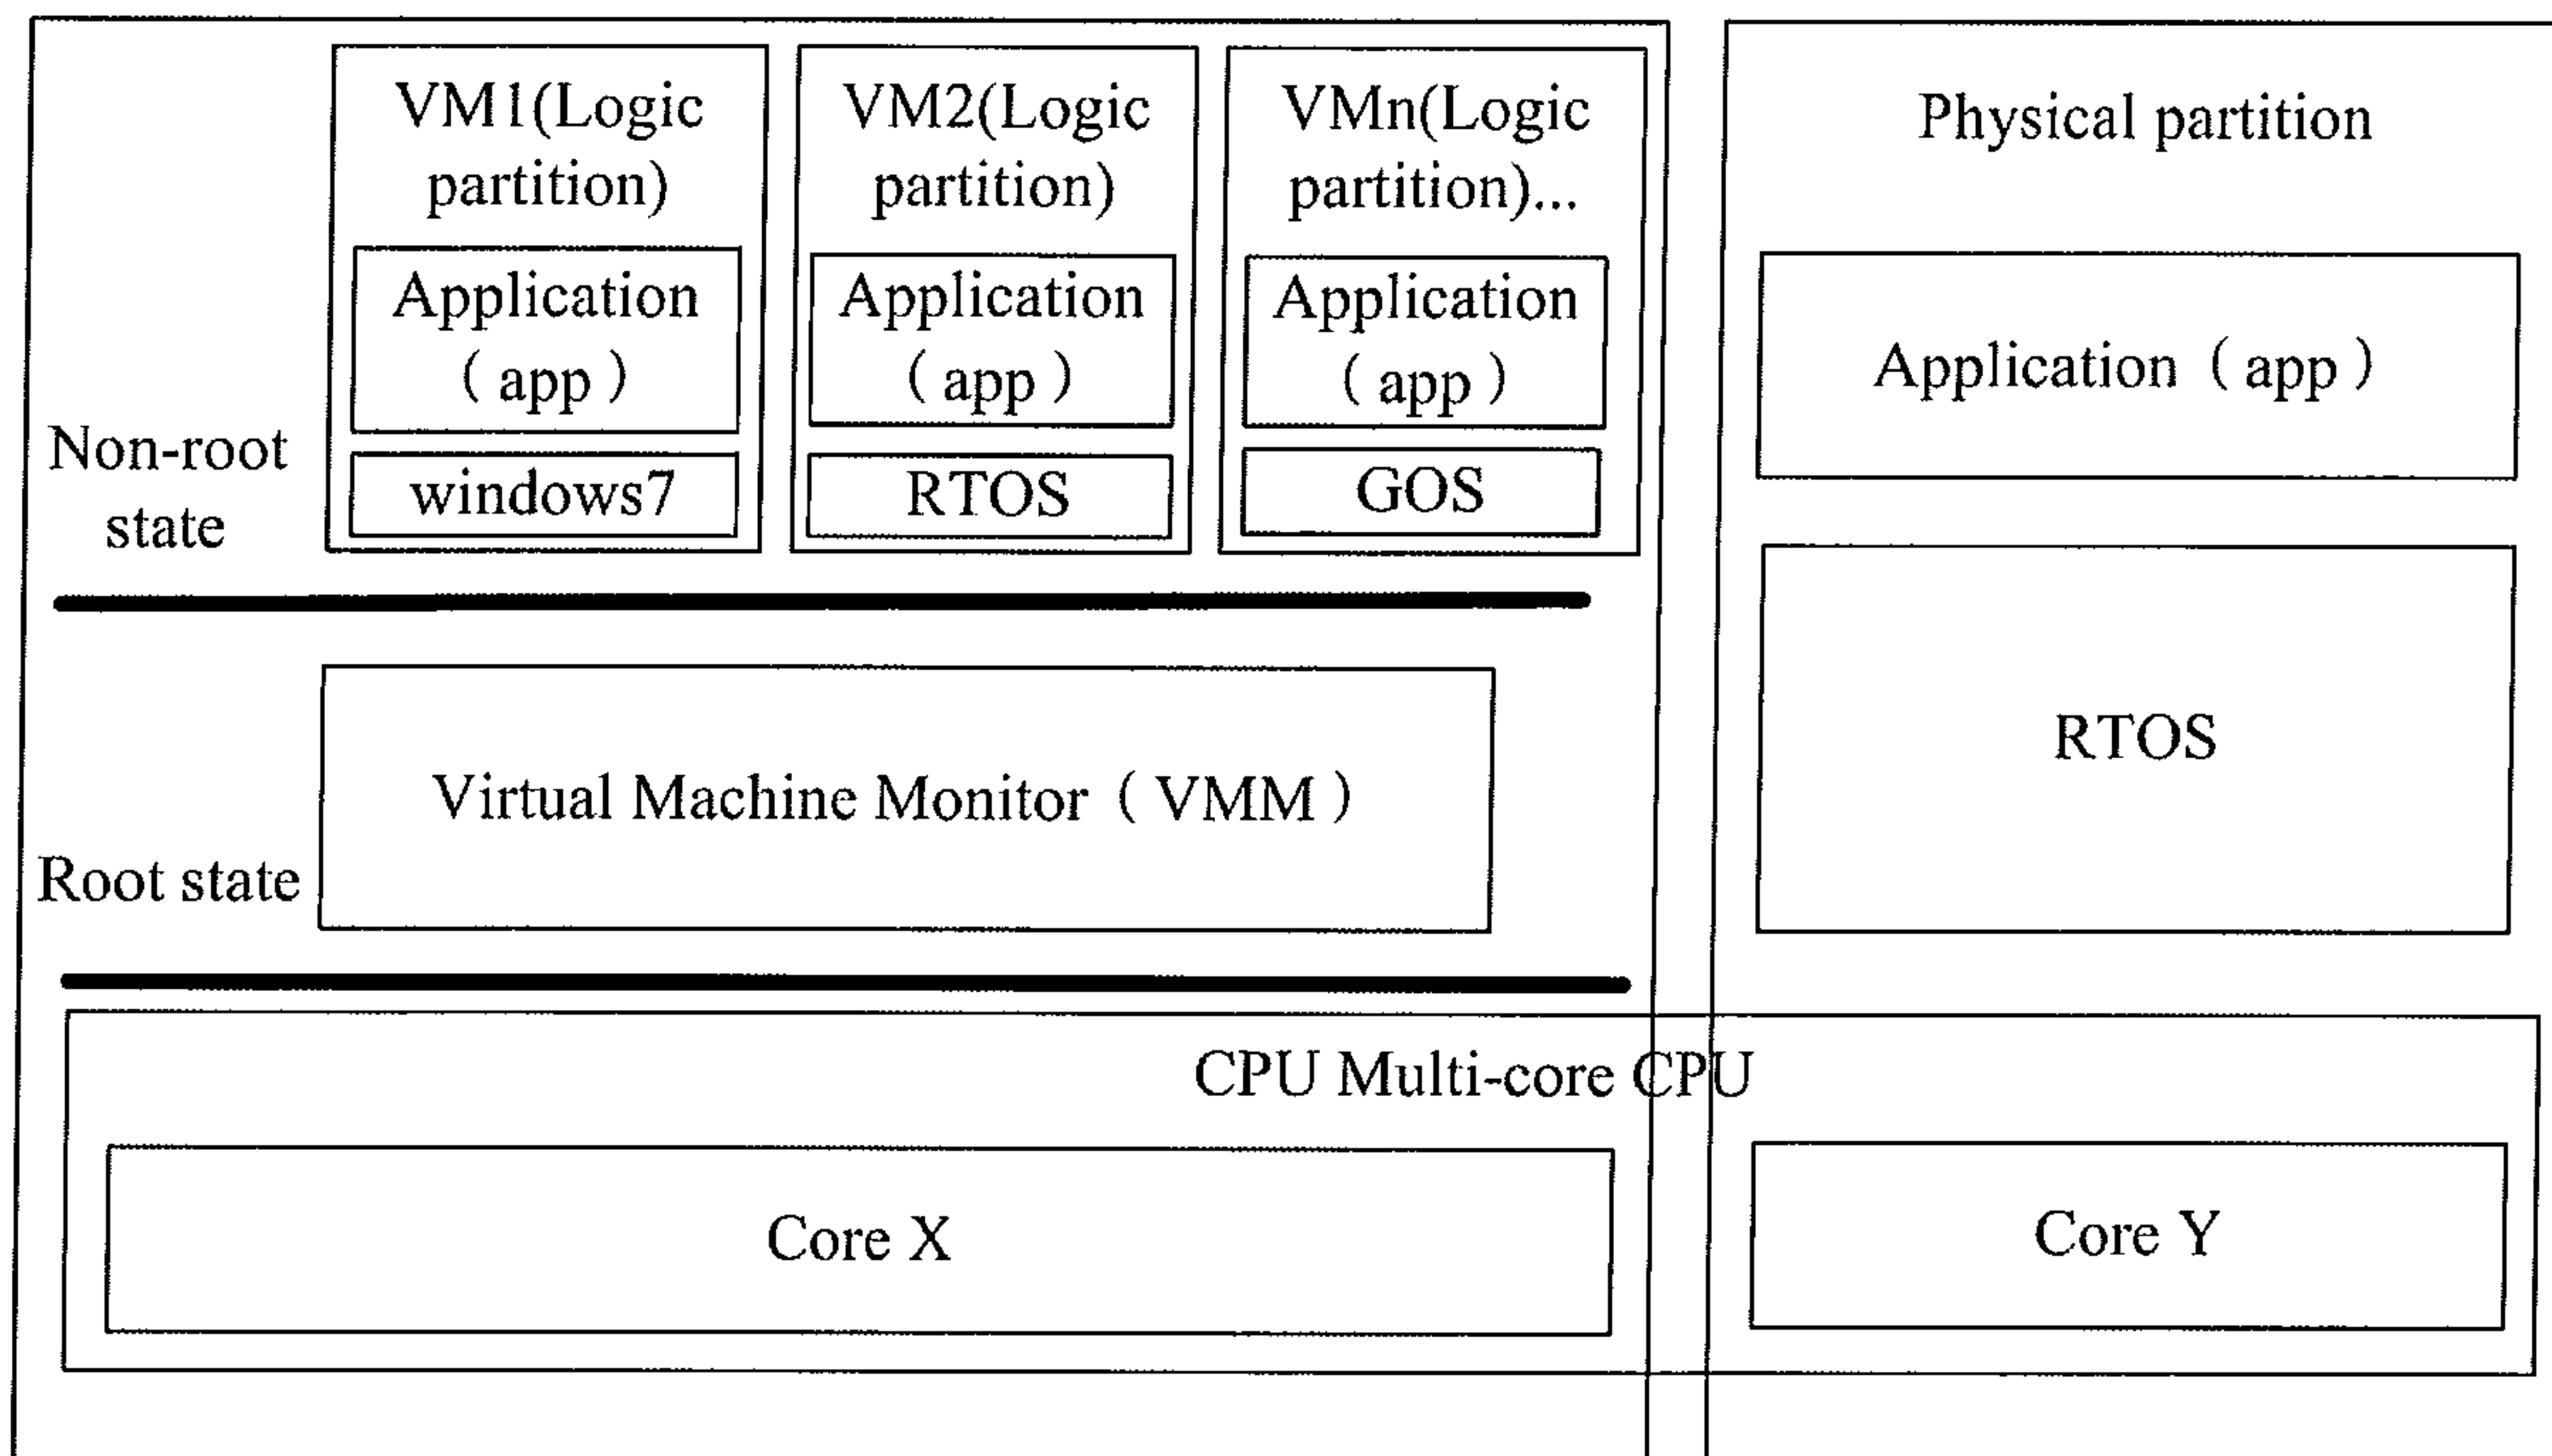 VM1(Logic
partition)
Application
（app）
windows7
VM2(Logic
partition)
Application
（app）
RTOS
VMn(Logic
partition)...
Application
（app）
GOS
Physical partition
Application（app）
RTOS
Non-root
state
Virtual Machine Monitor（VMM）
Root state
CPU Multi-core CPU
Core X
Core Y